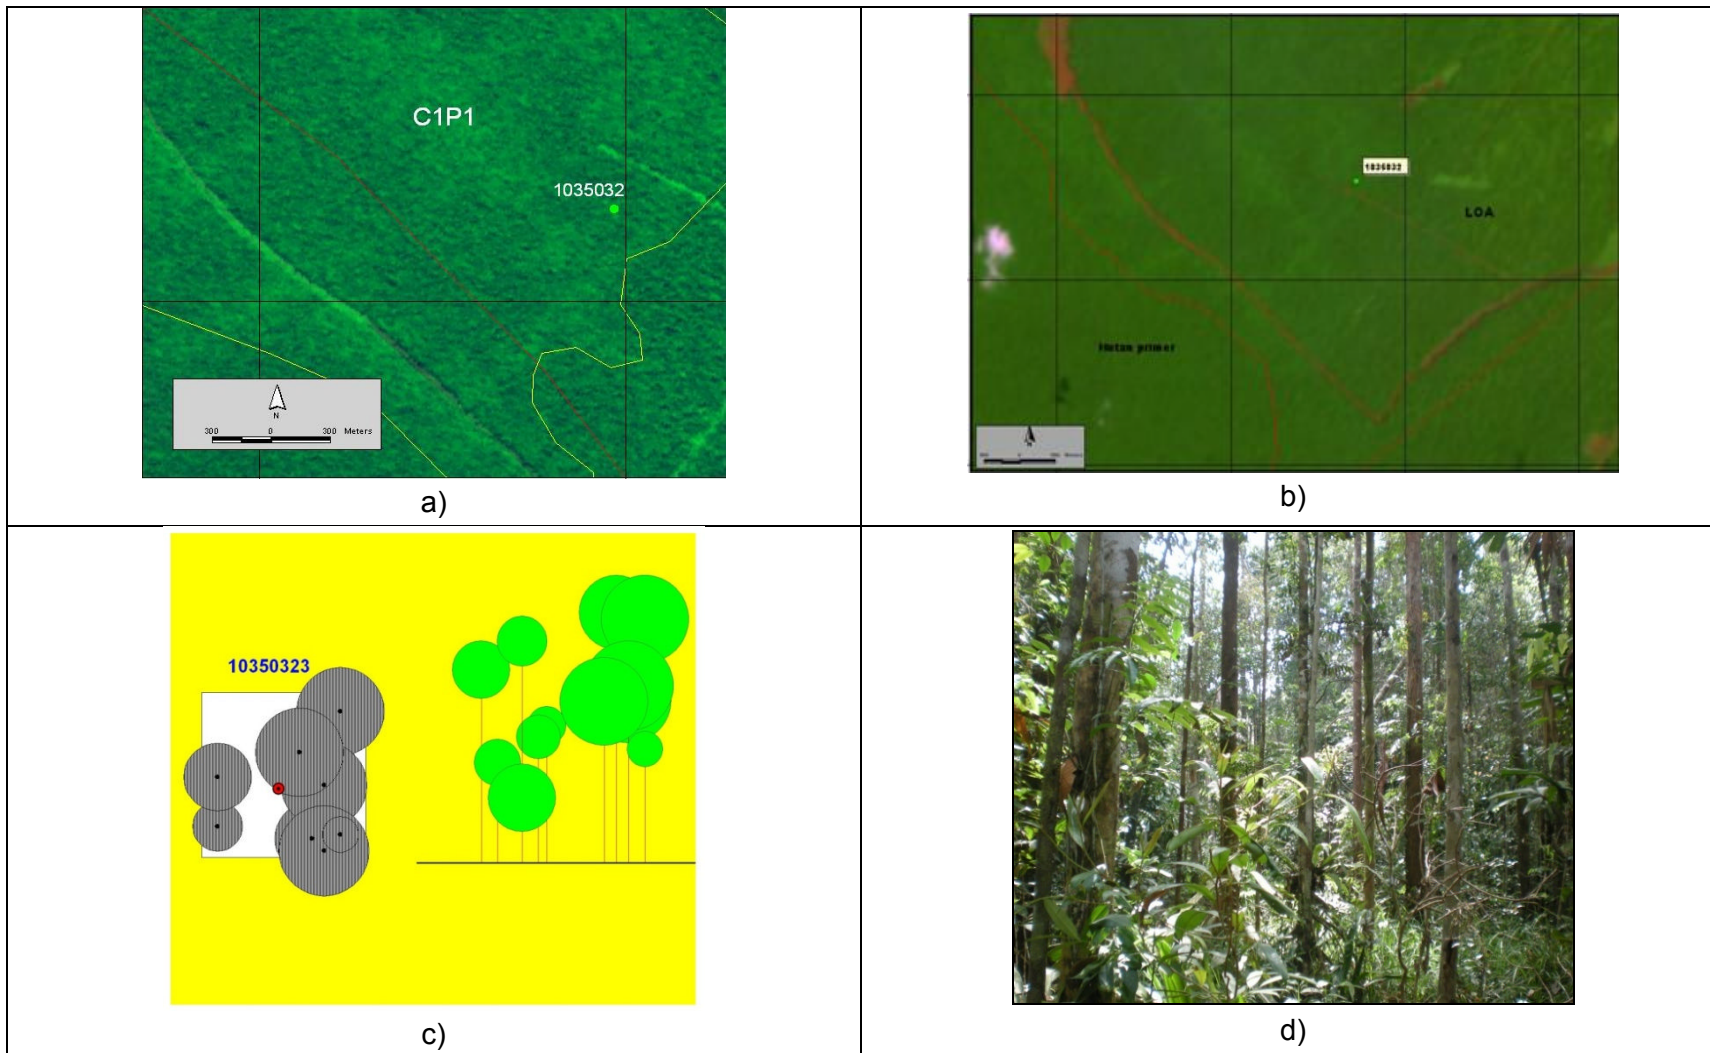 C1P1
1035032
N
300 0 300 Meters
a)
LOA
Hutan primer
N
b)
10350323
c)
d)